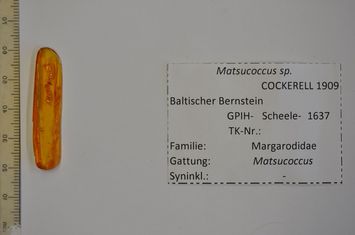 Matsucoccus sp.
COCKERELL 1909
Baltischer Bernstein
GPIH- Scheele- 1637
TK-Nr.:
Familie: Margarodidae
Gattung: Matsucoccus
Syninkl.: -